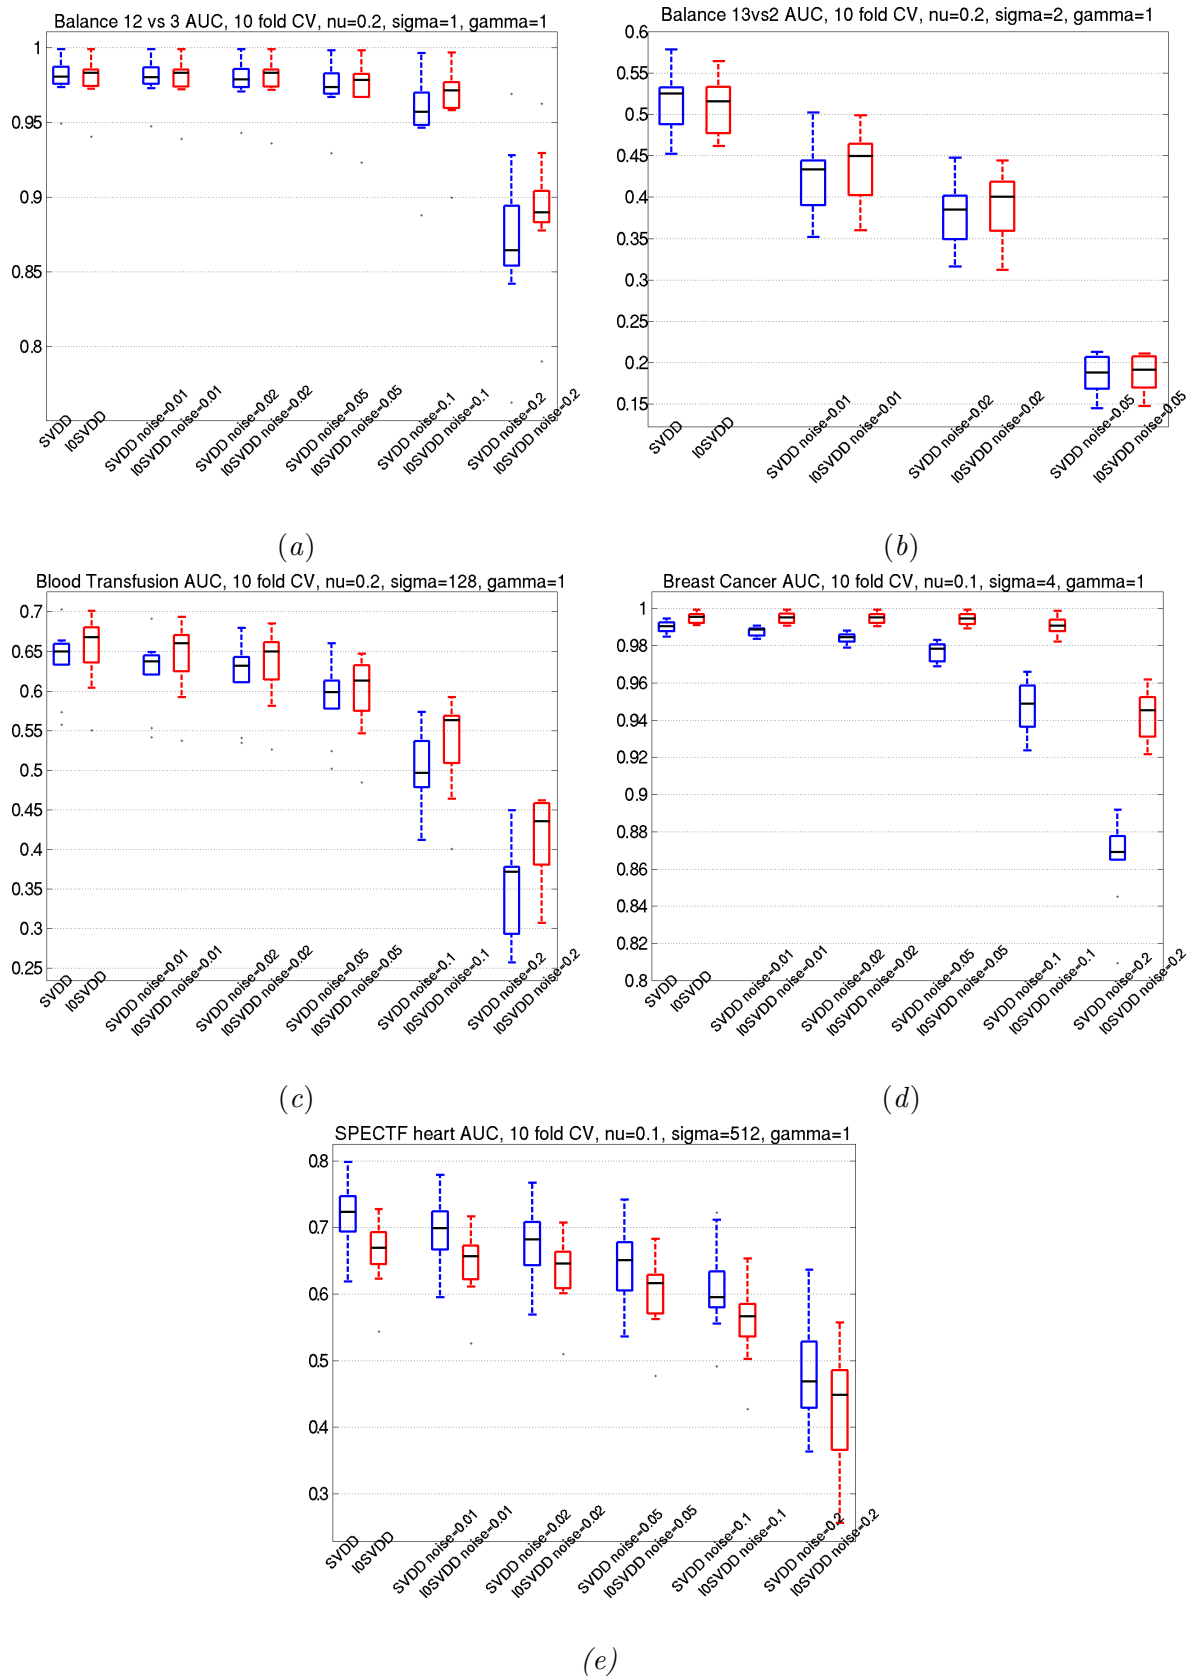 Balance 12 vs 3 AUC, 10 fold CV, nu=0.2, sigma=1, gamma=1
1
0.95
0.9
0.85
0.8
SVDD
l0SVDD
SVDD noise=0.01
l0SVDD noise=0.01
SVDD noise=0.02
l0SVDD noise=0.02
SVDD noise=0.05
l0SVDD noise=0.05
SVDD noise=0.1
l0SVDD noise=0.1
SVDD noise=0.2
l0SVDD noise=0.2
(a)
Balance 13vs2 AUC, 10 fold CV, nu=0.2, sigma=2, gamma=1
0.6
0.55
0.5
0.45
0.4
0.35
0.3
0.25
0.2
0.15
SVDD
l0SVDD
SVDD noise=0.01
l0SVDD noise=0.01
SVDD noise=0.02
l0SVDD noise=0.02
SVDD noise=0.05
l0SVDD noise=0.05
(b)
Blood Transfusion AUC, 10 fold CV, nu=0.2, sigma=128, gamma=1
0.7
0.65
0.6
0.55
0.5
0.45
0.4
0.35
0.3
0.25
SVDD
l0SVDD
SVDD noise=0.01
l0SVDD noise=0.01
SVDD noise=0.02
l0SVDD noise=0.02
SVDD noise=0.05
l0SVDD noise=0.05
SVDD noise=0.1
l0SVDD noise=0.1
SVDD noise=0.2
l0SVDD noise=0.2
(c)
Breast Cancer AUC, 10 fold CV, nu=0.1, sigma=4, gamma=1
1
0.98
0.96
0.94
0.92
0.9
0.88
0.86
0.84
0.82
0.8
SVDD
l0SVDD
SVDD noise=0.01
l0SVDD noise=0.01
SVDD noise=0.02
l0SVDD noise=0.02
SVDD noise=0.05
l0SVDD noise=0.05
SVDD noise=0.1
l0SVDD noise=0.1
SVDD noise=0.2
l0SVDD noise=0.2
(d)
SPECTF heart AUC, 10 fold CV, nu=0.1, sigma=512, gamma=1
0.8
0.7
0.6
0.5
0.4
0.3
SVDD
l0SVDD
SVDD noise=0.01
l0SVDD noise=0.01
SVDD noise=0.02
l0SVDD noise=0.02
SVDD noise=0.05
l0SVDD noise=0.05
SVDD noise=0.1
l0SVDD noise=0.1
SVDD noise=0.2
l0SVDD noise=0.2
(e)